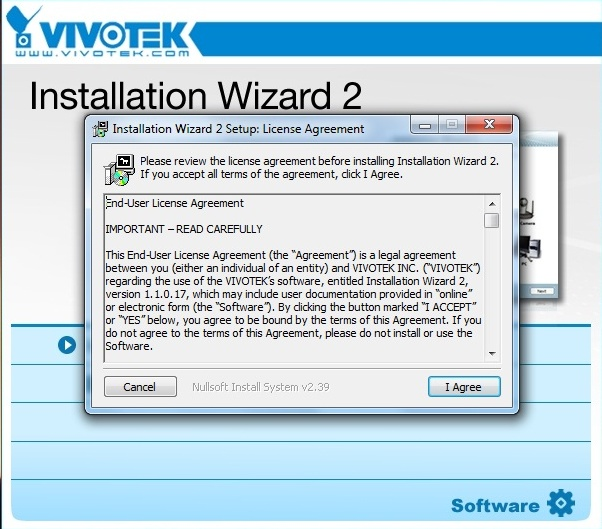 VIVOTEK
www.vivotek.com
Installation Wizard 2
Installation Wizard 2 Setup: License Agreement
Please review the license agreement before installing Installation Wizard 2.
If you accept all terms of the agreement, click I Agree.
End-User License Agreement
IMPORTANT – READ CAREFULLY
This End-User License Agreement (the “Agreement”) is a legal agreement
between you (either an individual of an entity) and VIVOTEK INC. (“VIVOTEK”)
regarding the use of the VIVOTEK’s software, entitled Installation Wizard 2,
version 1.1.0.17, which may include user documentation provided in “online”
or electronic form (the “Software”). By clicking the button marked “I ACCEPT”
or “YES” below, you agree to be bound by the terms of this Agreement. If you
do not agree to the terms of this Agreement, please do not install or use the
Software.
Cancel
Nullsoft Install System v2.39
I Agree
Camera
PC
Next
Software